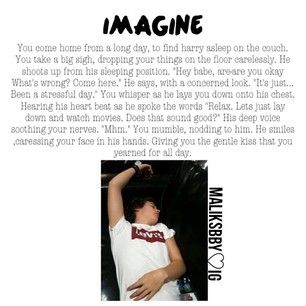 IMAGINE
You come home from a long day, to find harry asleep on the couch.
You take a big sigh, dropping your things on the floor carelessly. He
shoots up from his sleeping position. "Hey babe, are-are you okay
What's wrong? Come here." He says, with a concerned look. "It's just...
Been a stressful day." You whisper as he lays you down onto his chest.
Hearing his heart beat as he spoke the words "Relax. Lets just lay
down and watch movies. Does that sound good?" His deep voice
soothing your nerves. "Mhm." You mumble, nodding to him. He smiles
,caressing your face in his hands. Giving you the gentle kiss that you
yearned for all day.
Levi's
MALIKSBBY♡IG